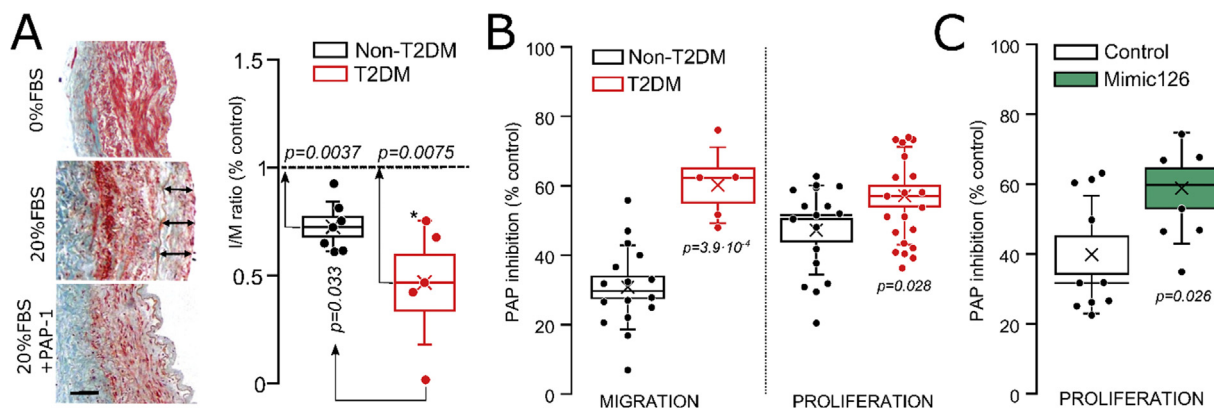 A
0%FBS
20%FBS
20%FBS
+PAP-1
I/M ratio (% control)
1.5
1
0.5
0
Non-T2DM
T2DM
p=0.0037
p=0.0075
*
p=0.033
B
PAP inhibition (% control)
100
80
60
40
20
0
Non-T2DM
T2DM
p=3.9·10⁻⁴
p=0.028
MIGRATION
PROLIFERATION
C
PAP inhibition (% control)
100
80
60
40
20
0
Control
Mimic126
p=0.026
PROLIFERATION